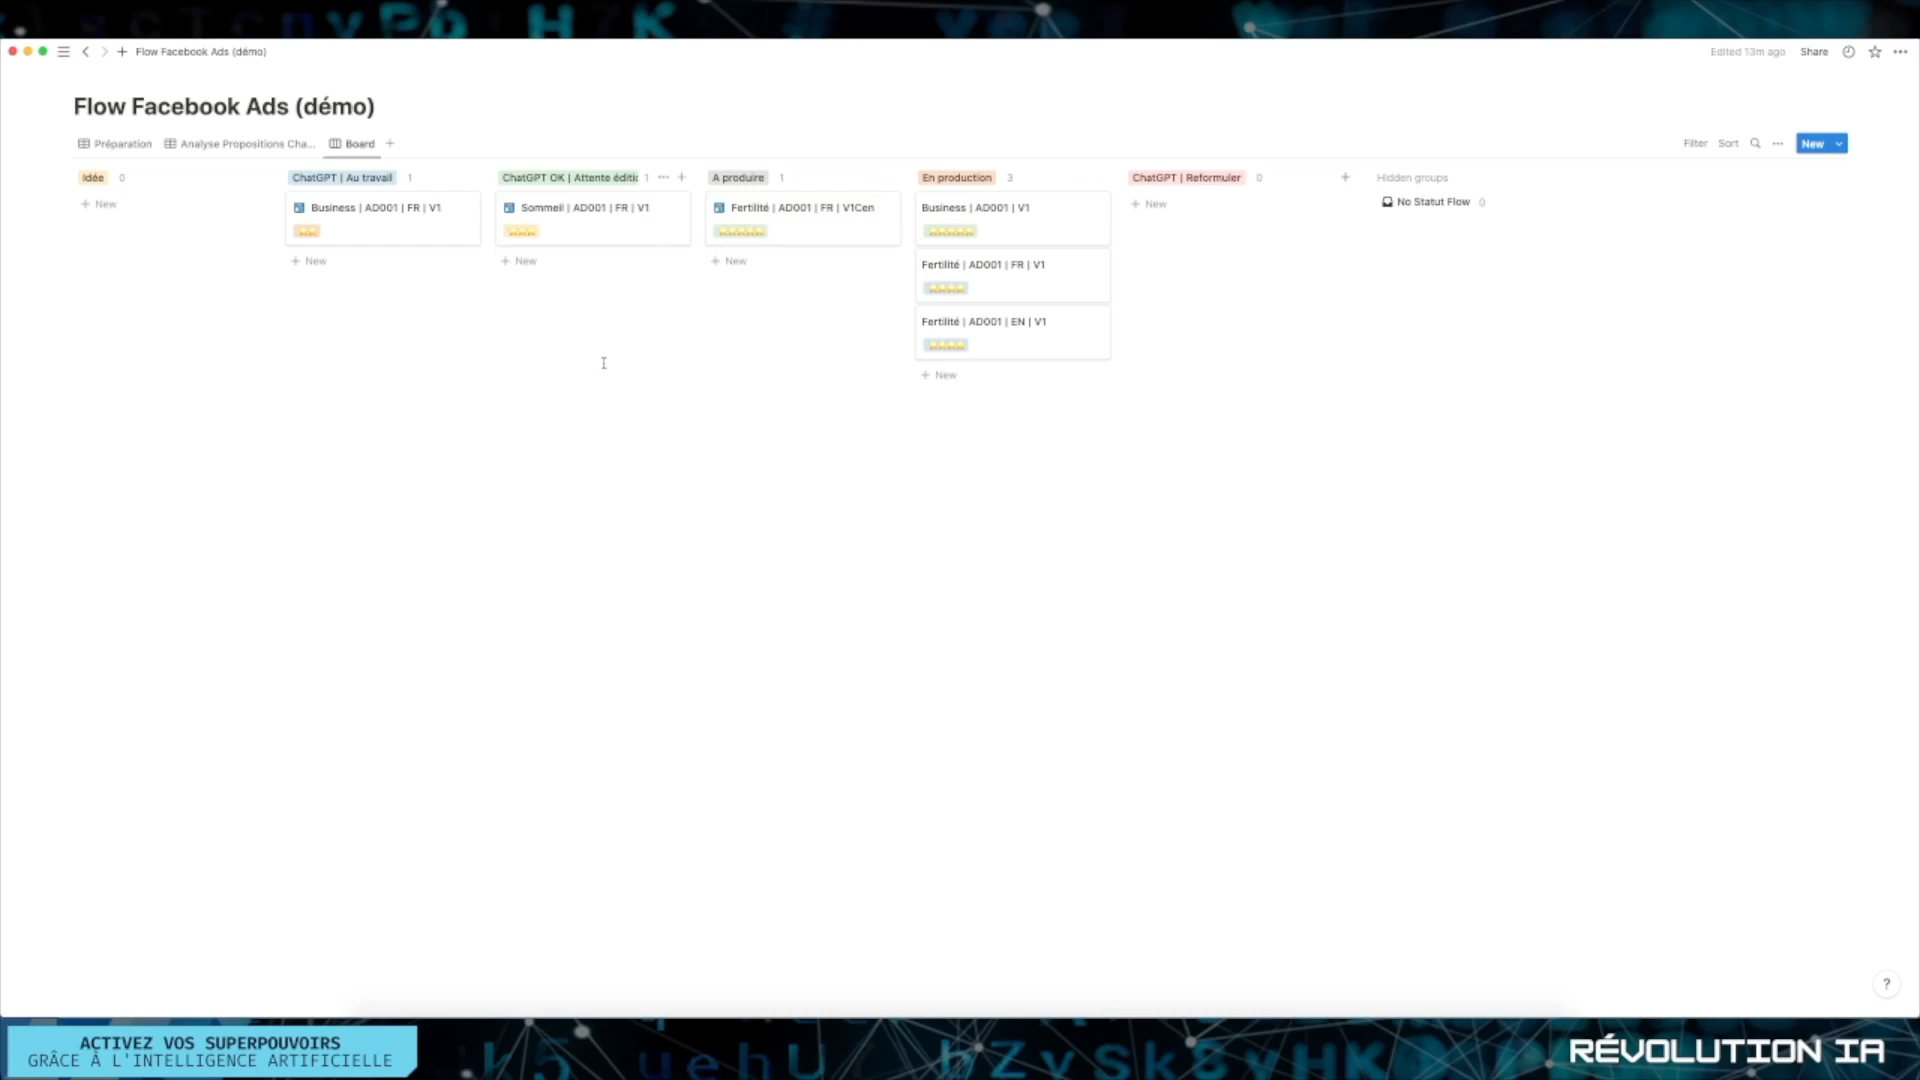 Flow Facebook Ads (démo)
Edited 13m ago Share
Flow Facebook Ads (démo)
Préparation Analyse Propositions Cha... Board
Filter Sort New
Idée 0
New
ChatGPT | Au travail 1
Business | AD001 | FR | V1
New
ChatGPT OK | Attente éditic 1
Sommeil | AD001 | FR | V1
New
A produire 1
Fertilité | AD001 | FR | V1Cen
New
En production 3
Business | AD001 | V1
Fertilité | AD001 | FR | V1
Fertilité | AD001 | EN | V1
New
ChatGPT | Reformuler 0
New
Hidden groups
No Statut Flow 0
?
ACTIVEZ VOS SUPERPOUVOIRS
GRÂCE À L'INTELLIGENCE ARTIFICIELLE
RÉVOLUTION IA